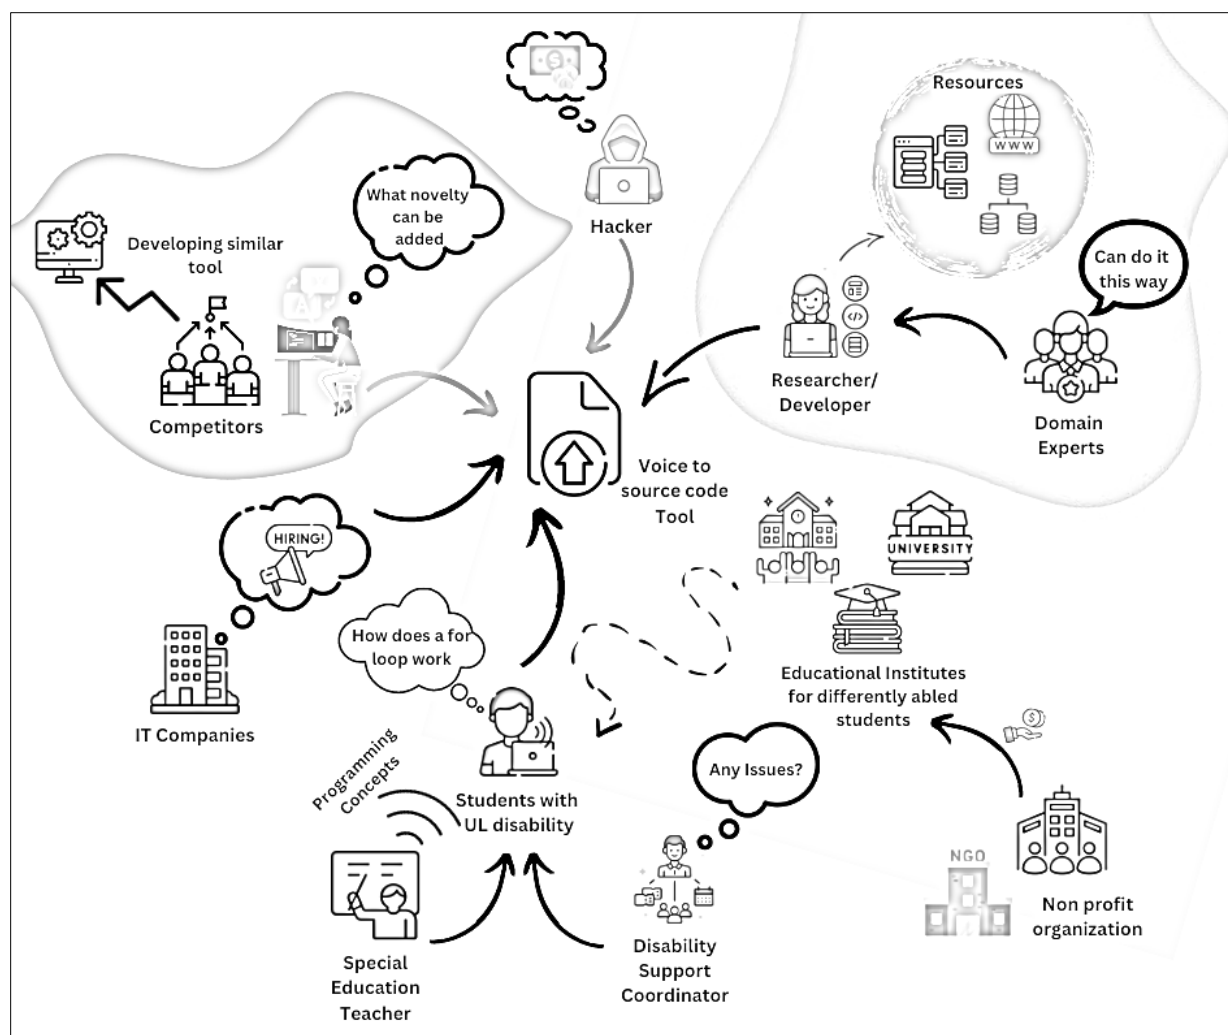 Resources
WWW
What novelty
can be
added
Hacker
Developing similar
tool
Can do it
this way
Researcher/
Developer
Competitors
Domain
Experts
Voice to
source code
Tool
HIRING!
UNIVERSITY
How does a for
loop work
Educational Institutes
for differently abled
students
IT Companies
Programming
Concepts
Any Issues?
Students with
UL disability
NGO
Non profit
organization
Special
Education
Teacher
Disability
Support
Coordinator